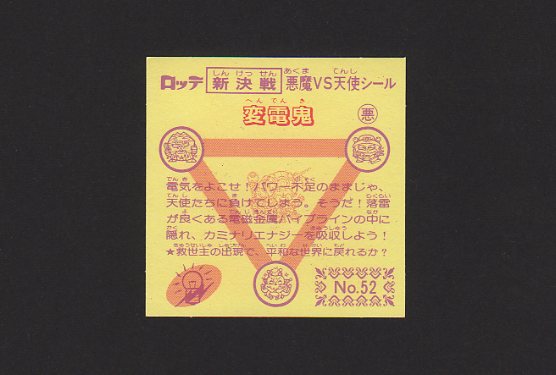 ロッテ 新決戦 悪魔VS天使シール
変電鬼
悪
電気をよこせ！パワー不足のままじゃ、
天使たちに負けてしまう。そうだ！落雷
が良くある電磁金属パイプラインの中に
隠れ、カミナリエナジーを吸収しよう！
★救世主の出現で、平和な世界に戻れるか？
No.52